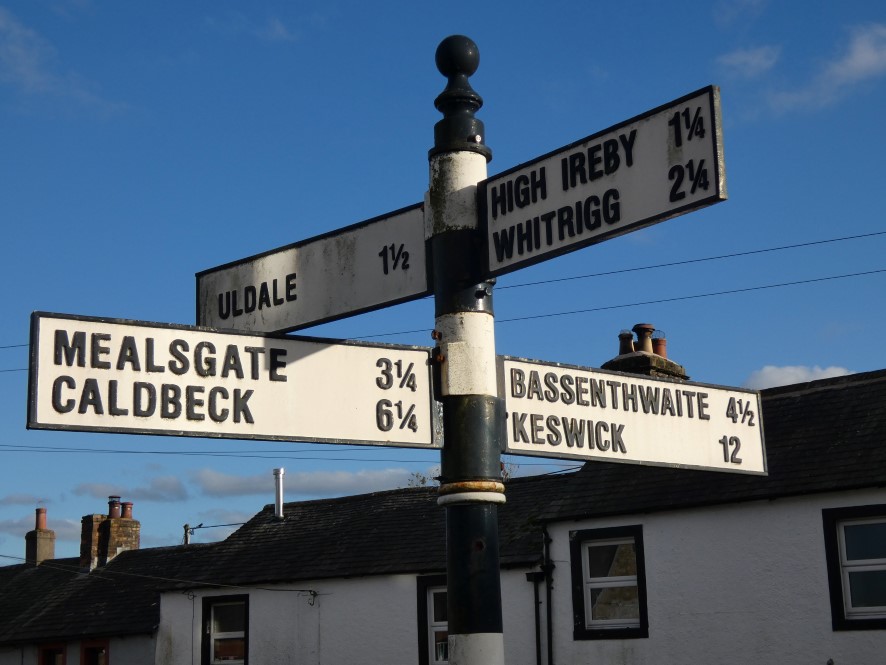 HIGH IREBY 1¼
WHITRIGG 2¼
ULDALE 1½
MEALSGATE 3¼
CALDBECK 6¼
BASSENTHWAITE 4½
KESWICK 12